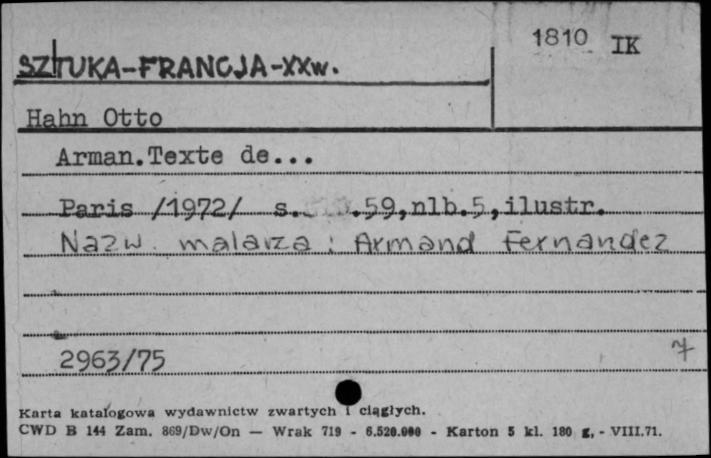 1810 IK
SZTUKA-FRANCJA-XXw.
Hahn Otto
Arman.Texte de...
Paris /1972/ s. .59,nlb.5,ilustr.
Nazw. malarza: Armand Fernandez
2963/75
Karta katalogowa wydawnictw zwartych i ciągłych.
CWD B 144 Zam. 869/Dw/On — Wrak 719 - 6.520.000 - Karton 5 kl. 180 g. - VIII.71.